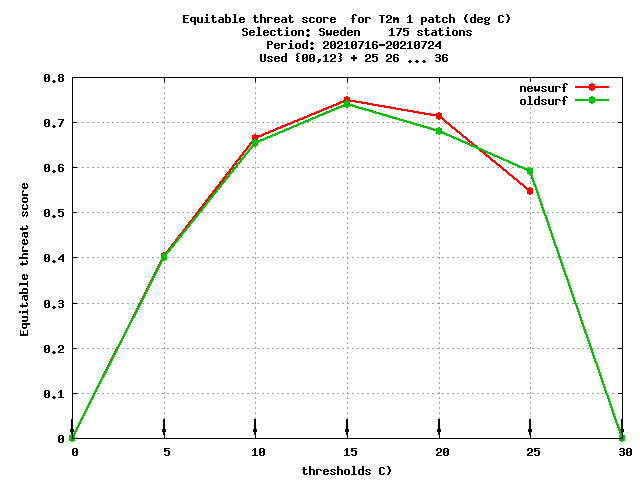 Equitable threat score  for T2m 1 patch (deg C)
Selection: Sweden    175 stations
Period: 20210716-20210724
Used {00,12} + 25 26 ... 36
newsurf
oldsurf
Equitable threat score
0.8
0.7
0.6
0.5
0.4
0.3
0.2
0.1
0
0 5 10 15 20 25 30
thresholds C)